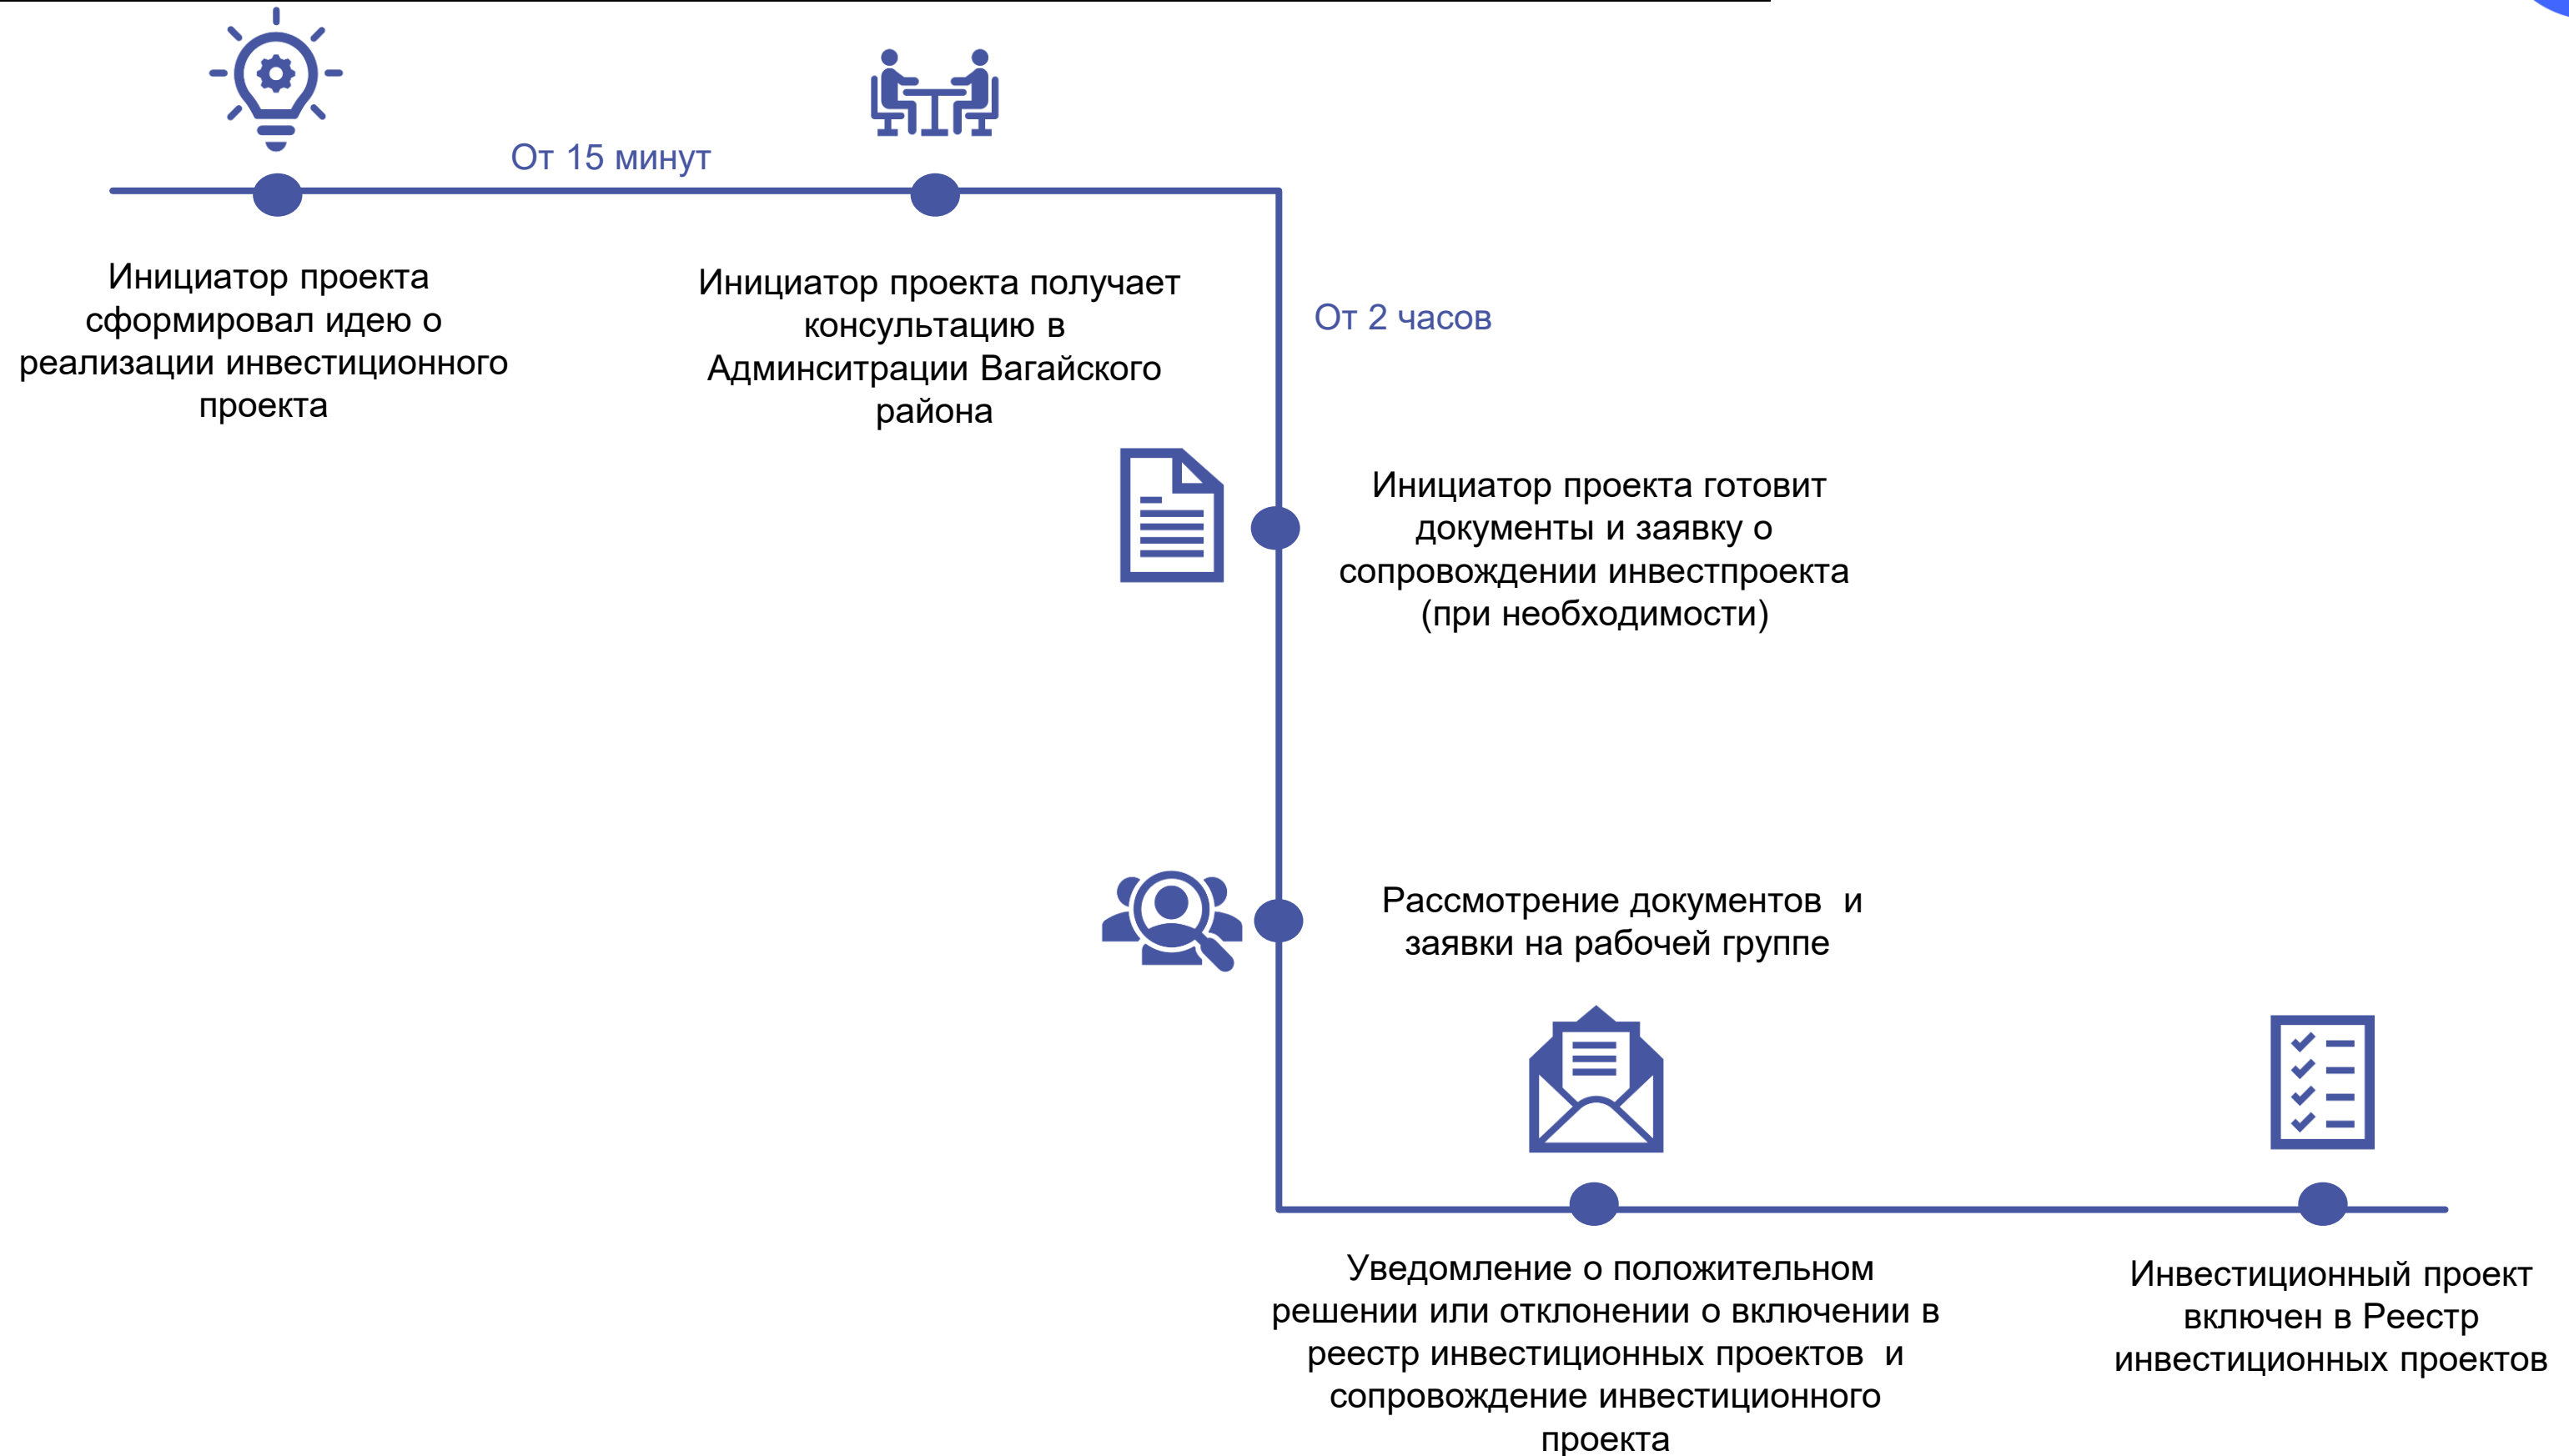 От 15 минут
Инициатор проекта
сформировал идею о
реализации инвестиционного
проекта
Инициатор проекта получает
консультацию в
Админситрации Вагайского
района
От 2 часов
Инициатор проекта готовит
документы и заявку о
сопровождении инвестпроекта
(при необходимости)
Рассмотрение документов  и
заявки на рабочей группе
Уведомление о положительном
решении или отклонении о включении в
реестр инвестиционных проектов  и
сопровождение инвестиционного
проекта
Инвестиционный проект
включен в Реестр
инвестиционных проектов